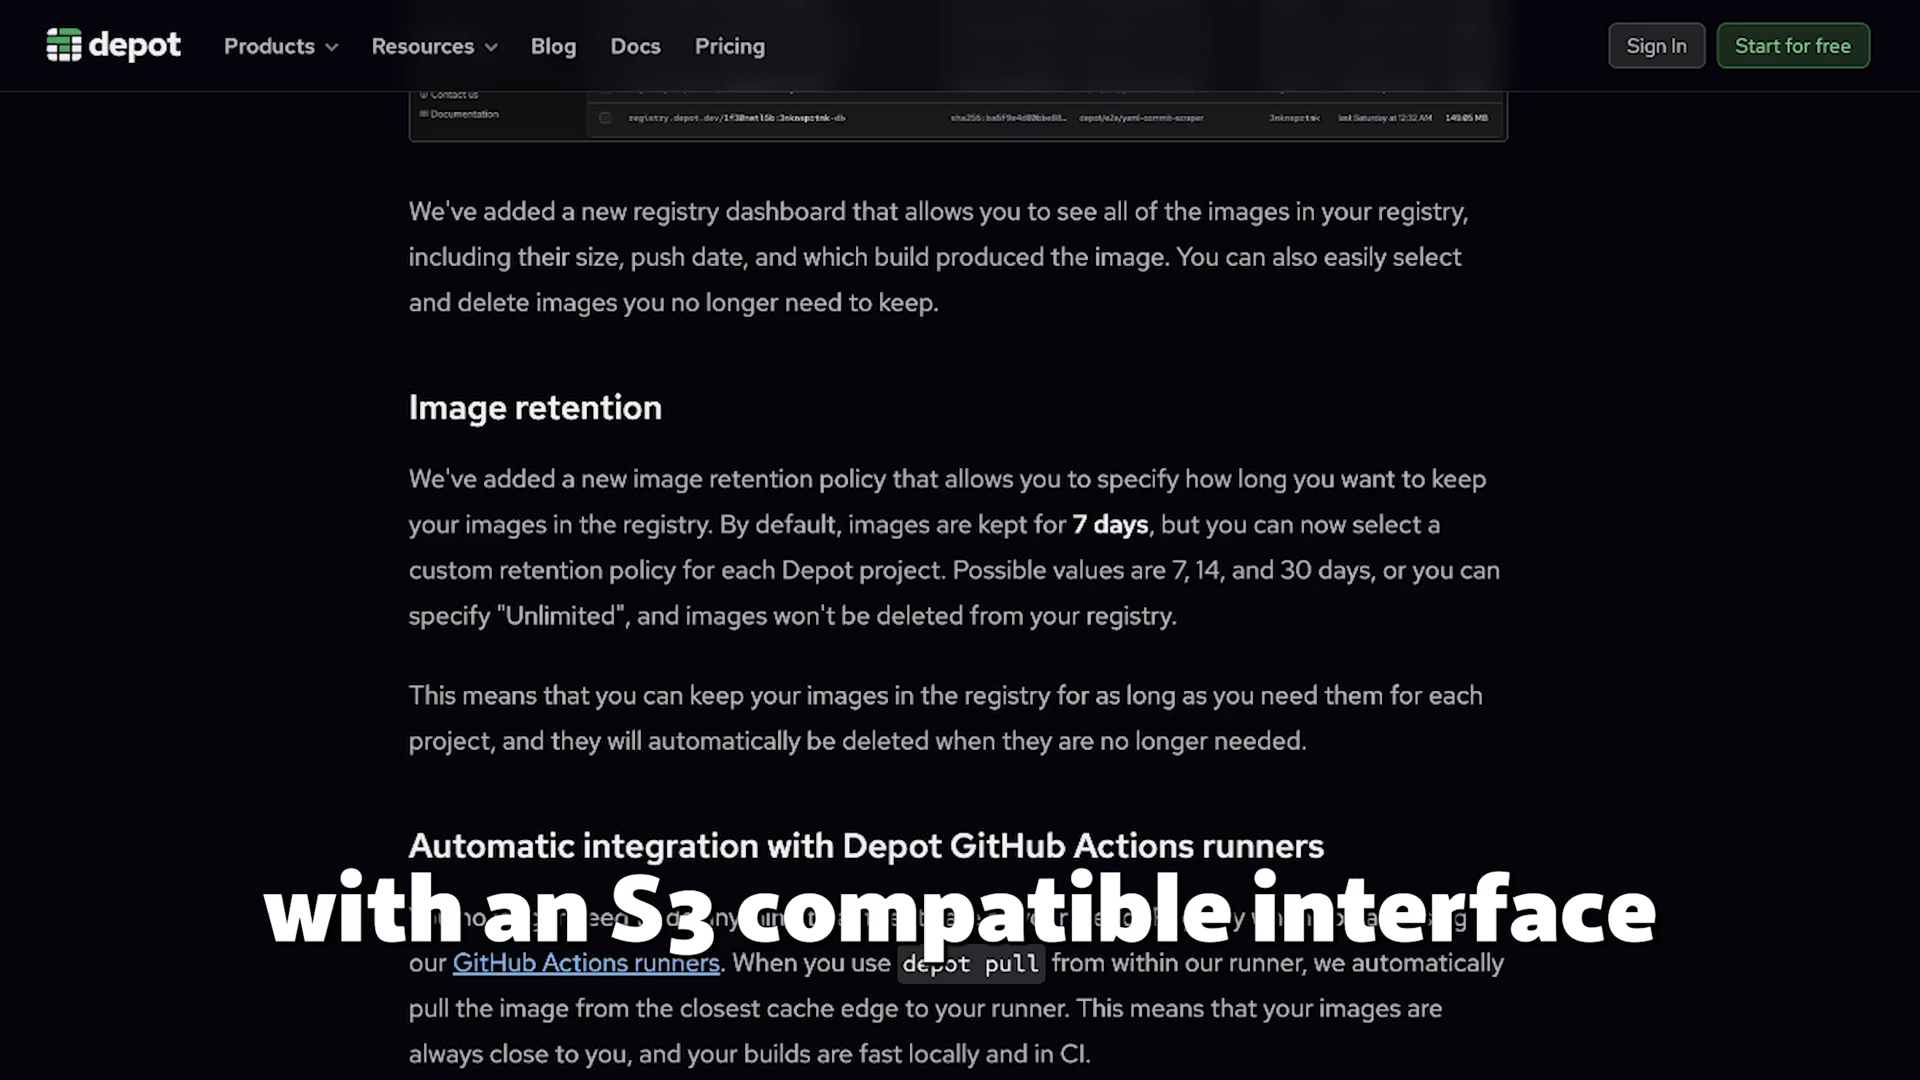 depot Products Resources Blog Docs Pricing Sign In Start for free
Contact us
Documentation
last Saturday at 12:32 AM 149.05 MB
We've added a new registry dashboard that allows you to see all of the images in your registry,
including their size, push date, and which build produced the image. You can also easily select
and delete images you no longer need to keep.
Image retention
We've added a new image retention policy that allows you to specify how long you want to keep
your images in the registry. By default, images are kept for 7 days, but you can now select a
custom retention policy for each Depot project. Possible values are 7, 14, and 30 days, or you can
specify "Unlimited", and images won't be deleted from your registry.
This means that you can keep your images in the registry for as long as you need them for each
project, and they will automatically be deleted when they are no longer needed.
Automatic integration with Depot GitHub Actions runners
with an S3 compatible interface
our GitHub Actions runners. When you use depot pull from within our runner, we automatically
pull the image from the closest cache edge to your runner. This means that your images are
always close to you, and your builds are fast locally and in CI.